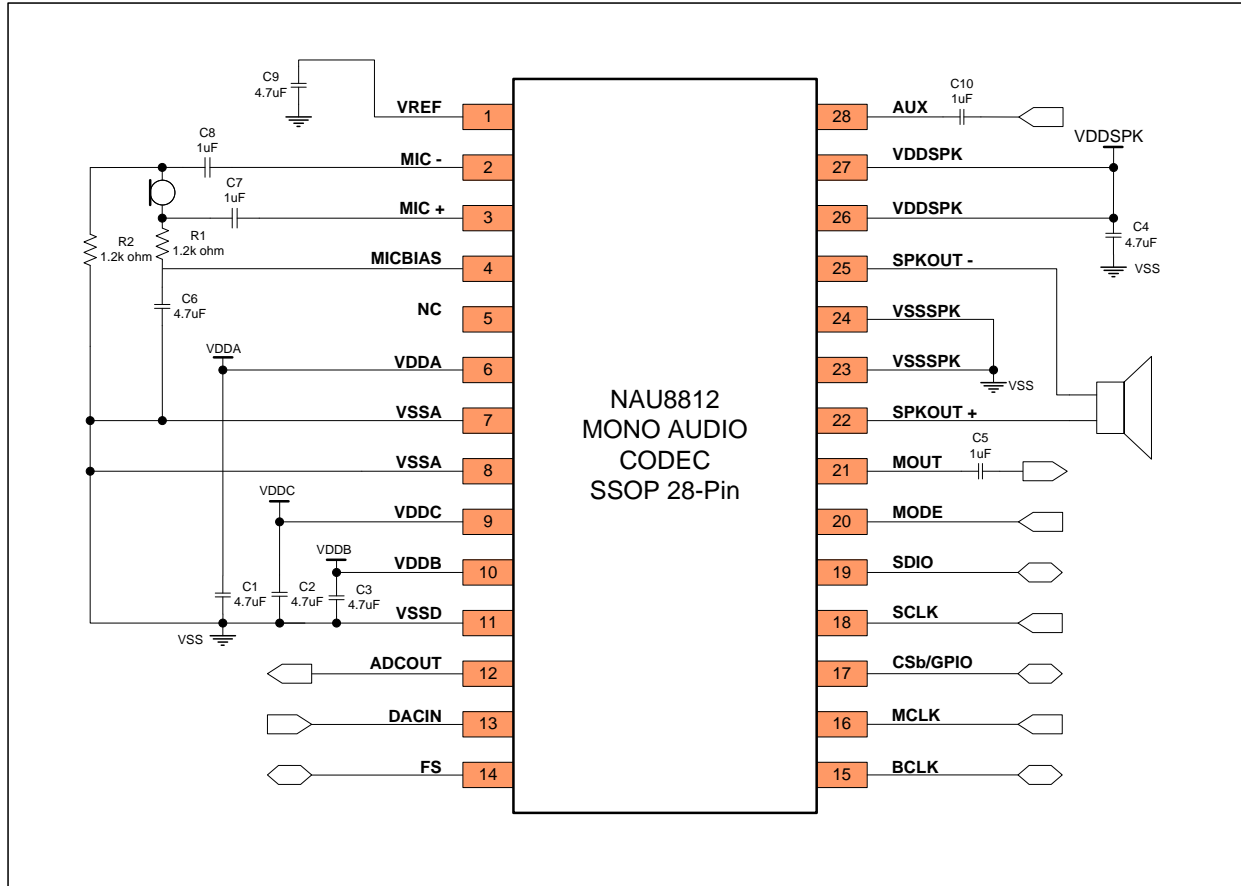 C9
4.7uF
VREF
1
C8
1uF
MIC -
2
C7
1uF
MIC +
3
R2
1.2k ohm
R1
1.2k ohm
MICBIAS
4
C6
4.7uF
NC
5
VDDA
VDDA
6
VSSA
7
VSSA
8
VDDC
VDDC
9
VDDB
VDDB
10
C1
4.7uF
C2
4.7uF
C3
4.7uF
VSSD
11
VSS
ADCOUT
12
DACIN
13
FS
14
NAU8812
MONO AUDIO
CODEC
SSOP 28-Pin
28
AUX
C10
1uF
27
VDDSPK
VDDSPK
26
VDDSPK
C4
4.7uF
VSS
25
SPKOUT -
24
VSSSPK
23
VSSSPK
VSS
22
SPKOUT +
21
MOUT
C5
1uF
20
MODE
19
SDIO
18
SCLK
17
CSb/GPIO
16
MCLK
15
BCLK